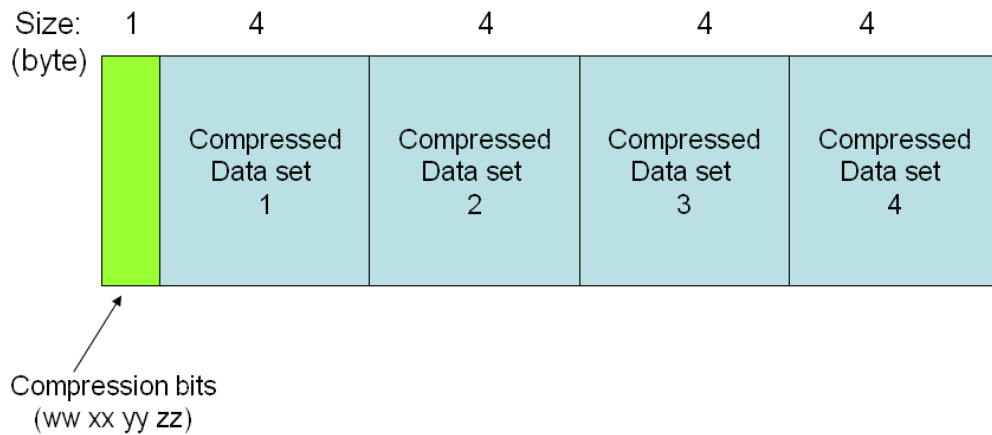 Size: 1 4 4 4 4
(byte)
Compressed Data set 1
Compressed Data set 2
Compressed Data set 3
Compressed Data set 4
Compression bits
(ww xx yy zz)